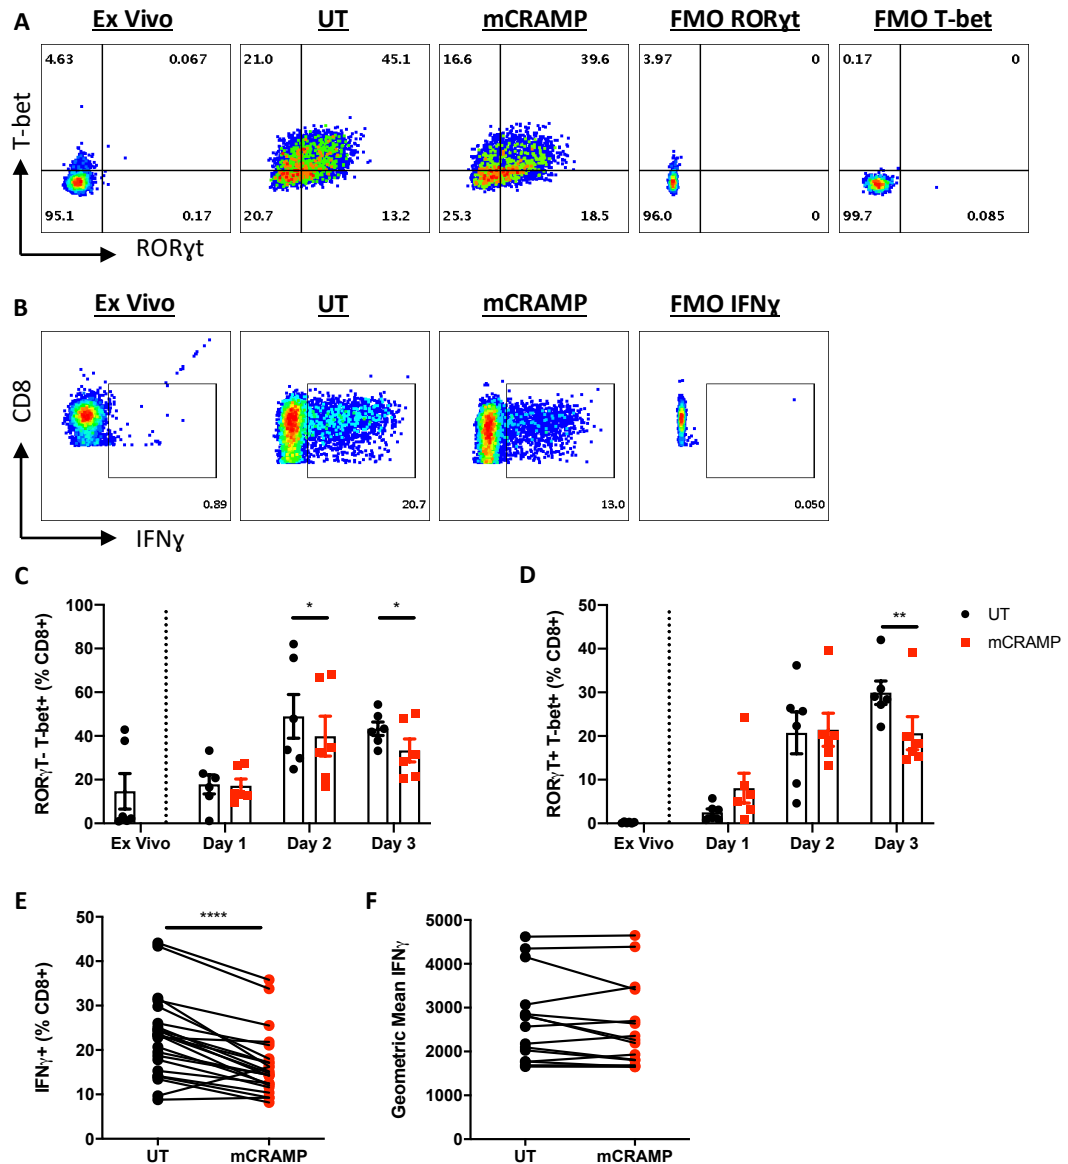 A
Ex Vivo
UT
mCRAMP
FMO RORɣt
FMO T-bet
4.63 0.067
21.0 45.1
16.6 39.6
3.97 0
0.17 0
T-bet
95.1 0.17
20.7 13.2
25.3 18.5
96.0 0
99.7 0.085
RORɣt
B
Ex Vivo
UT
mCRAMP
FMO IFNɣ
CD8
0.89
20.7
13.0
0.050
IFNɣ
C
RORγT- T-bet+ (% CD8+)
100
80
60
40
20
0
* *
Ex Vivo Day 1 Day 2 Day 3
D
RORγT+ T-bet+ (% CD8+)
50
40
30
20
10
0
**
Ex Vivo Day 1 Day 2 Day 3
UT
mCRAMP
E
IFNγ+ (% CD8+)
50
40
30
20
10
0
****
UT mCRAMP
F
Geometric Mean IFNγ
5000
4000
3000
2000
1000
0
UT mCRAMP